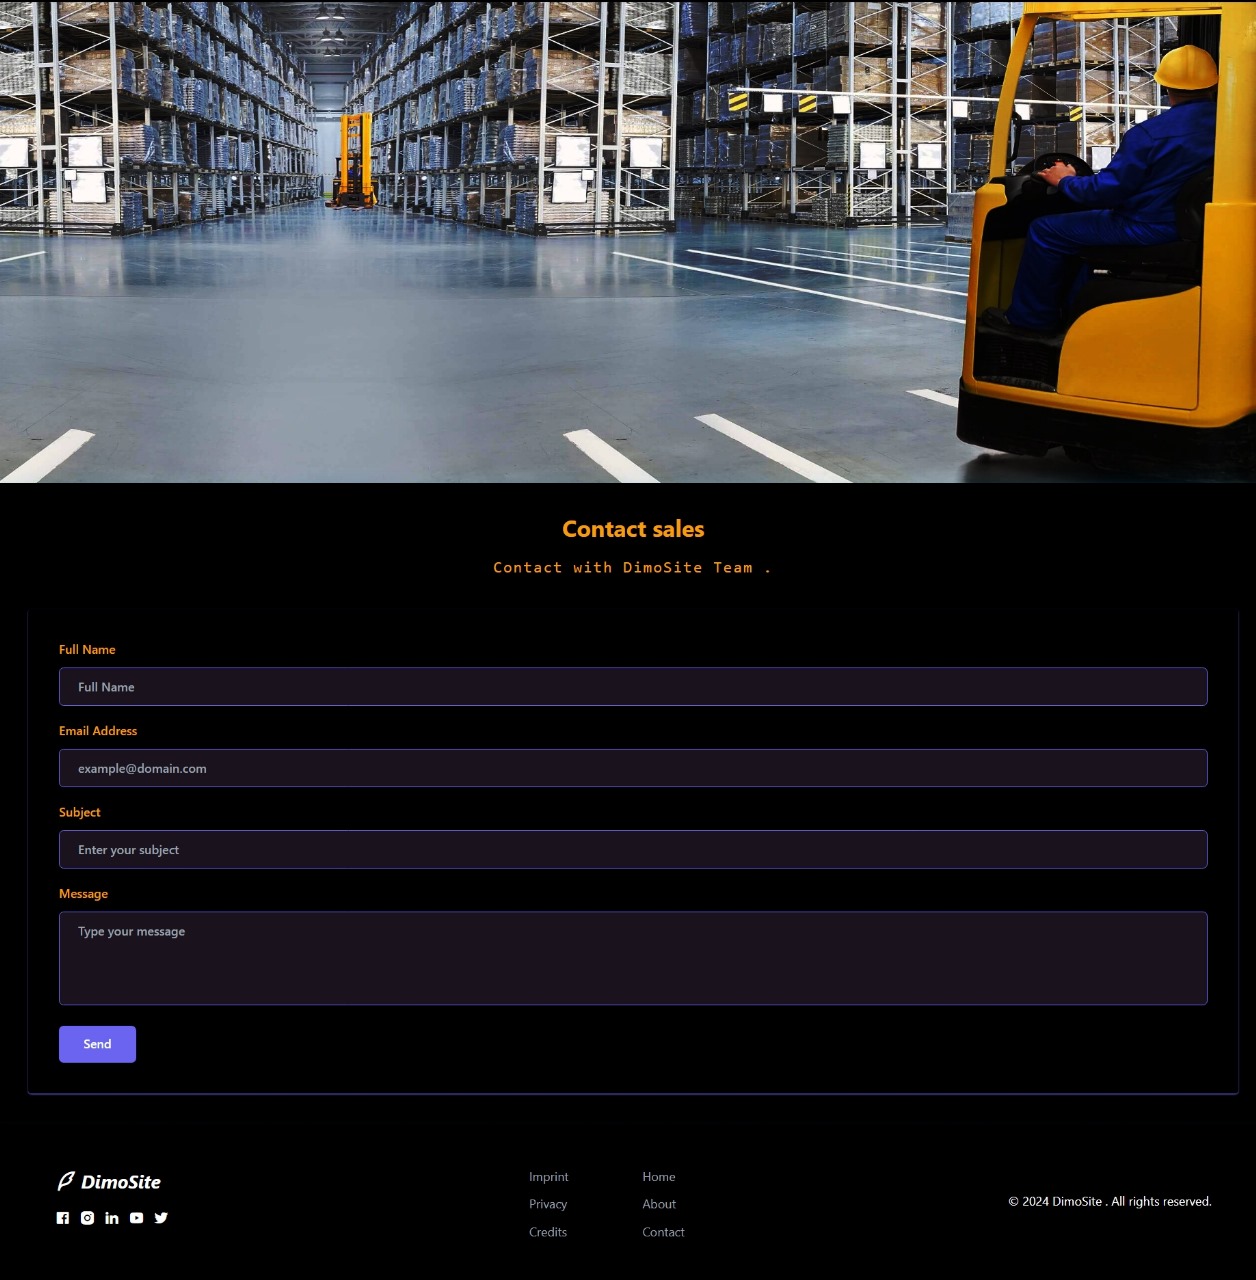 Contact sales
Contact with DimoSite Team .
Full Name
Full Name
Email Address
example@domain.com
Subject
Enter your subject
Message
Type your message
Send
DimoSite
Imprint
Privacy
Credits
Home
About
Contact
© 2024 DimoSite . All rights reserved.